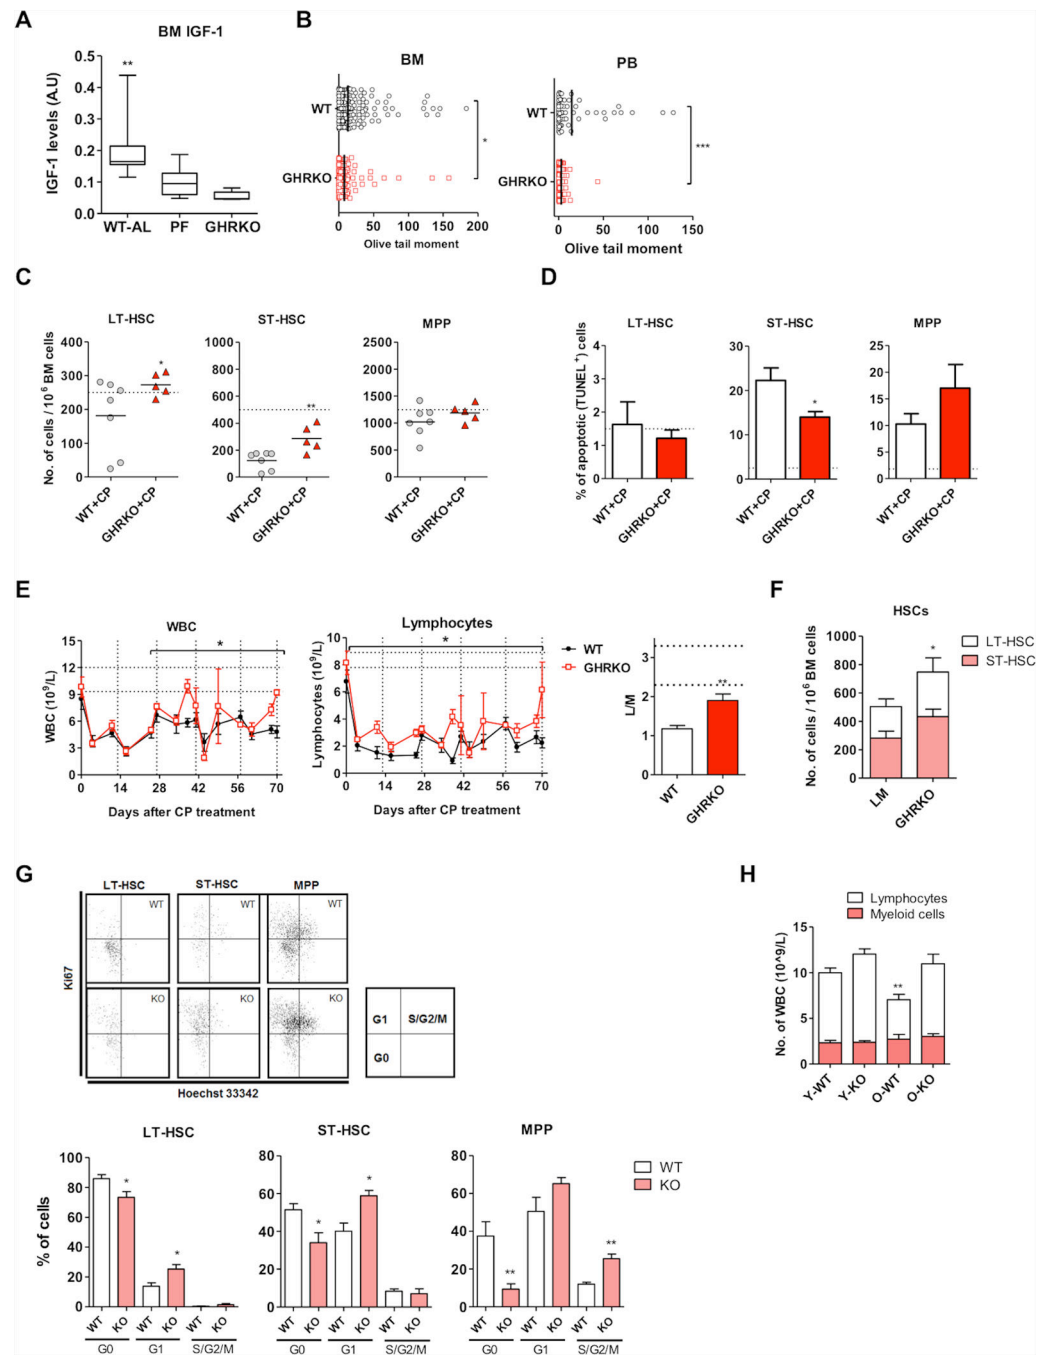 A
BM IGF-1
IGF-1 levels (A.U)
0.5
0.4
0.3
0.2
0.1
0.0
**
WT-AL PF GHRKO
B
BM
WT
GHRKO
*
0 50 100 150 200
Olive tail moment
PB
WT
GHRKO
***
0 50 100 150
Olive tail moment
C
No. of cells / 10⁶ BM cells
LT-HSC
400
300
200
100
0
*
WT+CP GHRKO+CP
ST-HSC
1000
800
600
400
200
0
**
WT+CP GHRKO+CP
MPP
2500
2000
1500
1000
500
0
WT+CP GHRKO+CP
D
% of apoptotic (TUNEL⁺) cells
LT-HSC
4
3
2
1
0
WT+CP GHRKO+CP
ST-HSC
30
20
10
0
*
WT+CP GHRKO+CP
MPP
25
20
15
10
5
0
WT+CP GHRKO+CP
E
WBC
WBC (10⁹/L)
15
12
9
6
3
0
*
0 14 28 42 56 70
Days after CP treatment
Lymphocytes
Lymphocytes (10⁹/L)
10
8
6
4
2
0
*
0 14 28 42 56 70
Days after CP treatment
WT
GHRKO
L/M
3
2
1
0
**
WT GHRKO
F
HSCs
No. of cells / 10⁶ BM cells
1000
800
600
400
200
0
*
LT-HSC
ST-HSC
LM GHRKO
G
LT-HSC ST-HSC MPP
WT WT WT
KO KO KO
Ki67
Hoechst 33342
G1 S/G2/M
G0
% of cells
LT-HSC
100
80
60
40
20
0
* *
WT KO WT KO WT KO
G0 G1 S/G2/M
ST-HSC
80
60
40
20
0
* *
WT KO WT KO WT KO
G0 G1 S/G2/M
MPP
80
60
40
20
0
** **
WT KO WT KO WT KO
G0 G1 S/G2/M
WT
KO
H
Lymphocytes
Myeloid cells
No. of WBC (10^9/L)
15
10
5
0
**
Y-WT Y-KO O-WT O-KO